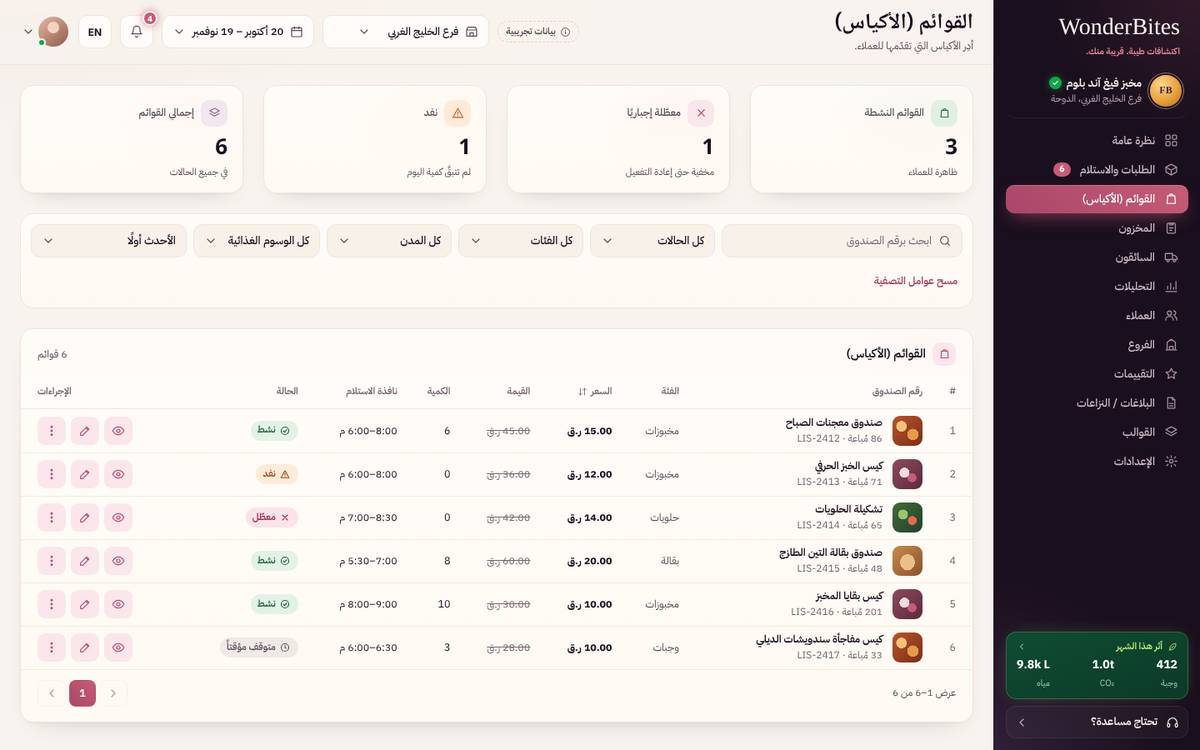 WonderBites
اكتشافات طيبة. قريبة منك.
FB
مخبز فيغ آند بلوم
فرع الخليج الغربي، الدوحة
نظرة عامة
الطلبات والاستلام 6
القوائم (الأكياس)
المخزون
السائقون
التحليلات
العملاء
الفروع
التقييمات
البلاغات / النزاعات
القوالب
الإعدادات
أثر هذا الشهر
412 1.0t 9.8k L
وجبة CO₂ مياه
تحتاج مساعدة؟
القوائم (الأكياس)
أدِر الأكياس التي تقدّمها للعملاء.
بيانات تجريبية
فرع الخليج الغربي
20 أكتوبر – 19 نوفمبر
4
EN
القوائم النشطة
3
ظاهرة للعملاء
معطّلة إجباريًا
1
مخفية حتى إعادة التفعيل
نفد
1
لم تتبقَّ كمية اليوم
إجمالي القوائم
6
في جميع الحالات
ابحث برقم الصندوق
كل الحالات
كل الفئات
كل المدن
كل الوسوم الغذائية
الأحدث أولًا
مسح عوامل التصفية
القوائم (الأكياس)
6 قوائم
# رقم الصندوق الفئة السعر القيمة الكمية نافذة الاستلام الحالة الإجراءات
1 صندوق معجنات الصباح مخبوزات 15.00 ر.ق 45.00 ر.ق 6 6:00–8:00 م نشط
86 مُباعة · LIS-2412
2 كيس الخبز الحرفي مخبوزات 12.00 ر.ق 36.00 ر.ق 0 6:00–8:00 م نفد
71 مُباعة · LIS-2413
3 تشكيلة الحلويات حلويات 14.00 ر.ق 42.00 ر.ق 0 7:00–8:30 م معطّل
65 مُباعة · LIS-2414
4 صندوق بقالة التين الطازج بقالة 20.00 ر.ق 60.00 ر.ق 8 5:30–7:00 م نشط
48 مُباعة · LIS-2415
5 كيس بقايا المخبز مخبوزات 10.00 ر.ق 30.00 ر.ق 10 8:00–9:00 م نشط
201 مُباعة · LIS-2416
6 كيس مفاجأة سندويشات الديلي وجبات 10.00 ر.ق 28.00 ر.ق 3 6:00–6:30 م متوقف مؤقتاً
33 مُباعة · LIS-2417
عرض 1–6 من 6
1